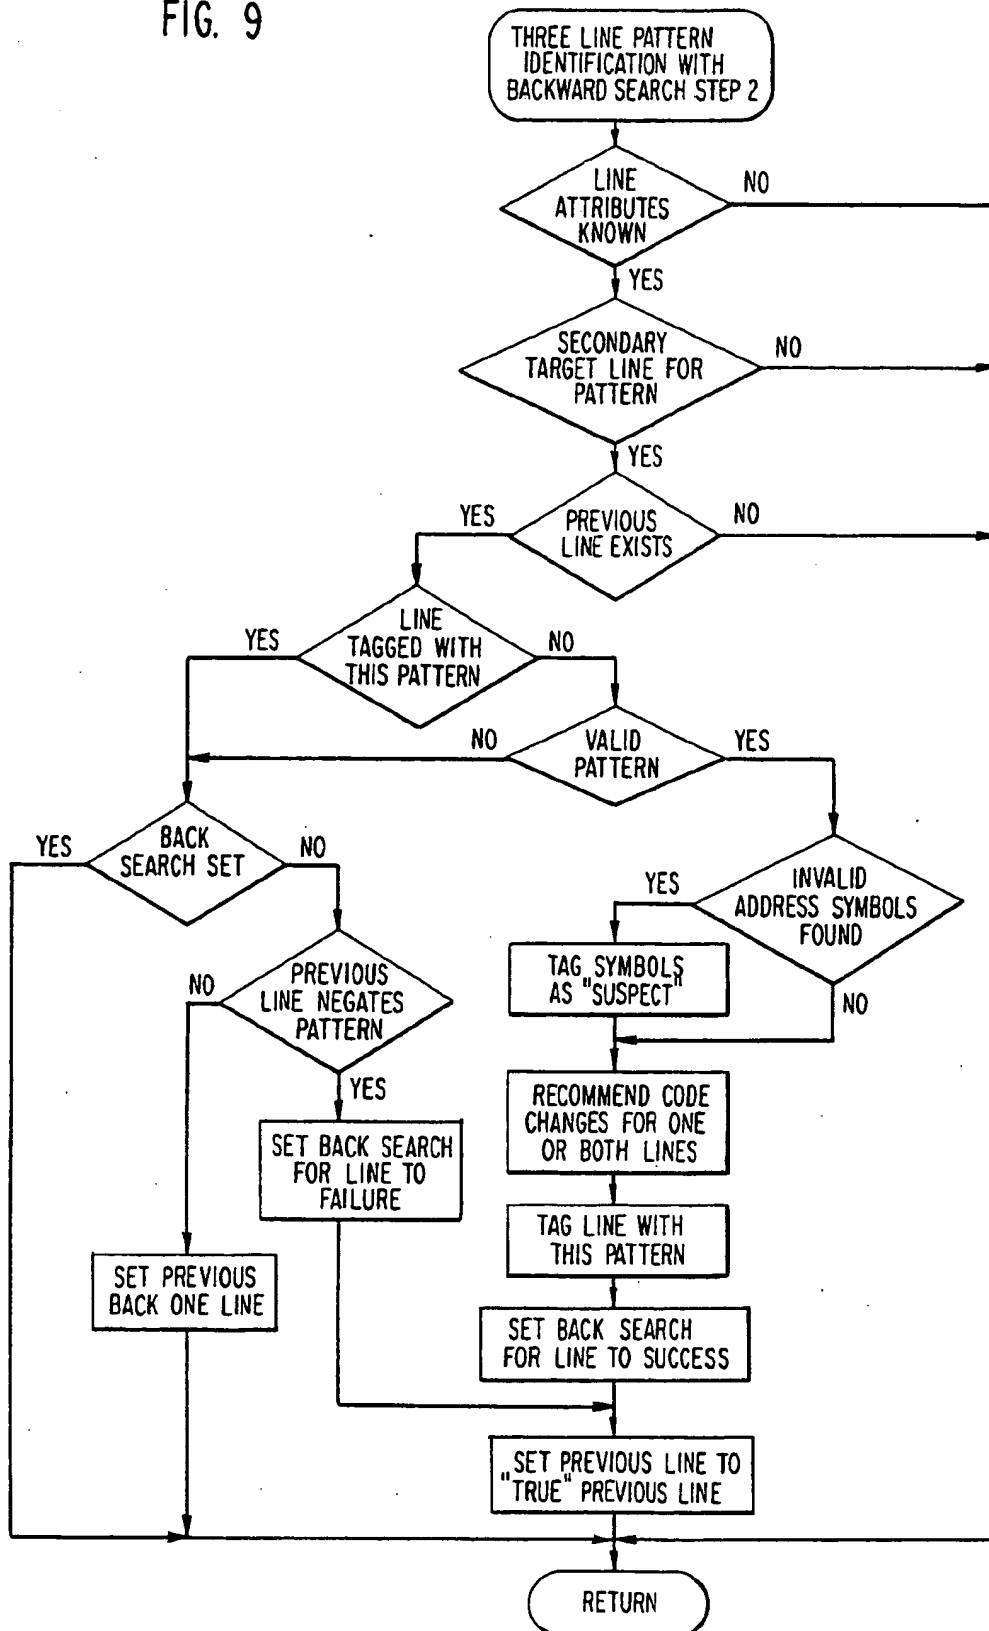 FIG. 9
THREE LINE PATTERN
IDENTIFICATION WITH
BACKWARD SEARCH STEP 2
LINE
ATTRIBUTES
KNOWN
NO
YES
SECONDARY
TARGET LINE FOR
PATTERN
NO
YES
PREVIOUS
LINE EXISTS
YES
NO
LINE
TAGGED WITH
THIS PATTERN
YES
NO
VALID
PATTERN
NO
YES
BACK
SEARCH SET
YES
NO
INVALID
ADDRESS SYMBOLS
FOUND
YES
NO
TAG SYMBOLS
AS "SUSPECT"
PREVIOUS
LINE NEGATES
PATTERN
NO
YES
RECOMMEND CODE
CHANGES FOR ONE
OR BOTH LINES
SET BACK SEARCH
FOR LINE TO
FAILURE
TAG LINE WITH
THIS PATTERN
SET PREVIOUS
BACK ONE LINE
SET BACK SEARCH
FOR LINE TO SUCCESS
SET PREVIOUS LINE TO
"TRUE" PREVIOUS LINE
RETURN